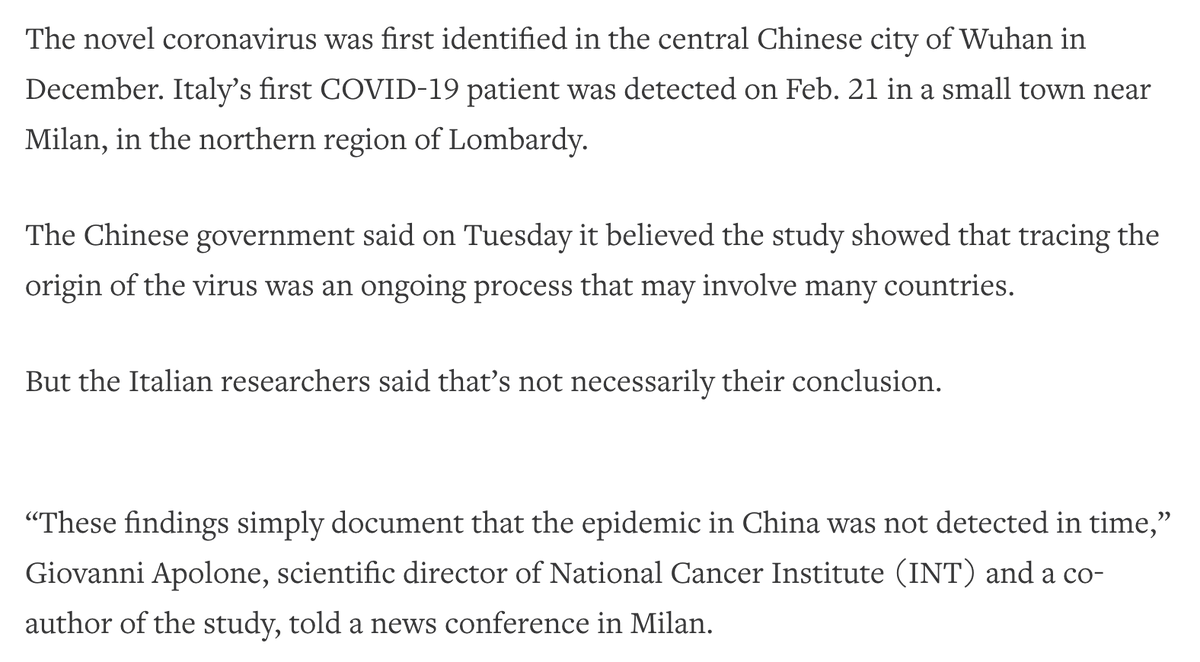 The novel coronavirus was first identified in the central Chinese city of Wuhan in
December. Italy’s first COVID-19 patient was detected on Feb. 21 in a small town near
Milan, in the northern region of Lombardy.
The Chinese government said on Tuesday it believed the study showed that tracing the
origin of the virus was an ongoing process that may involve many countries.
But the Italian researchers said that’s not necessarily their conclusion.
“These findings simply document that the epidemic in China was not detected in time,”
Giovanni Apolone, scientific director of National Cancer Institute (INT) and a co-
author of the study, told a news conference in Milan.